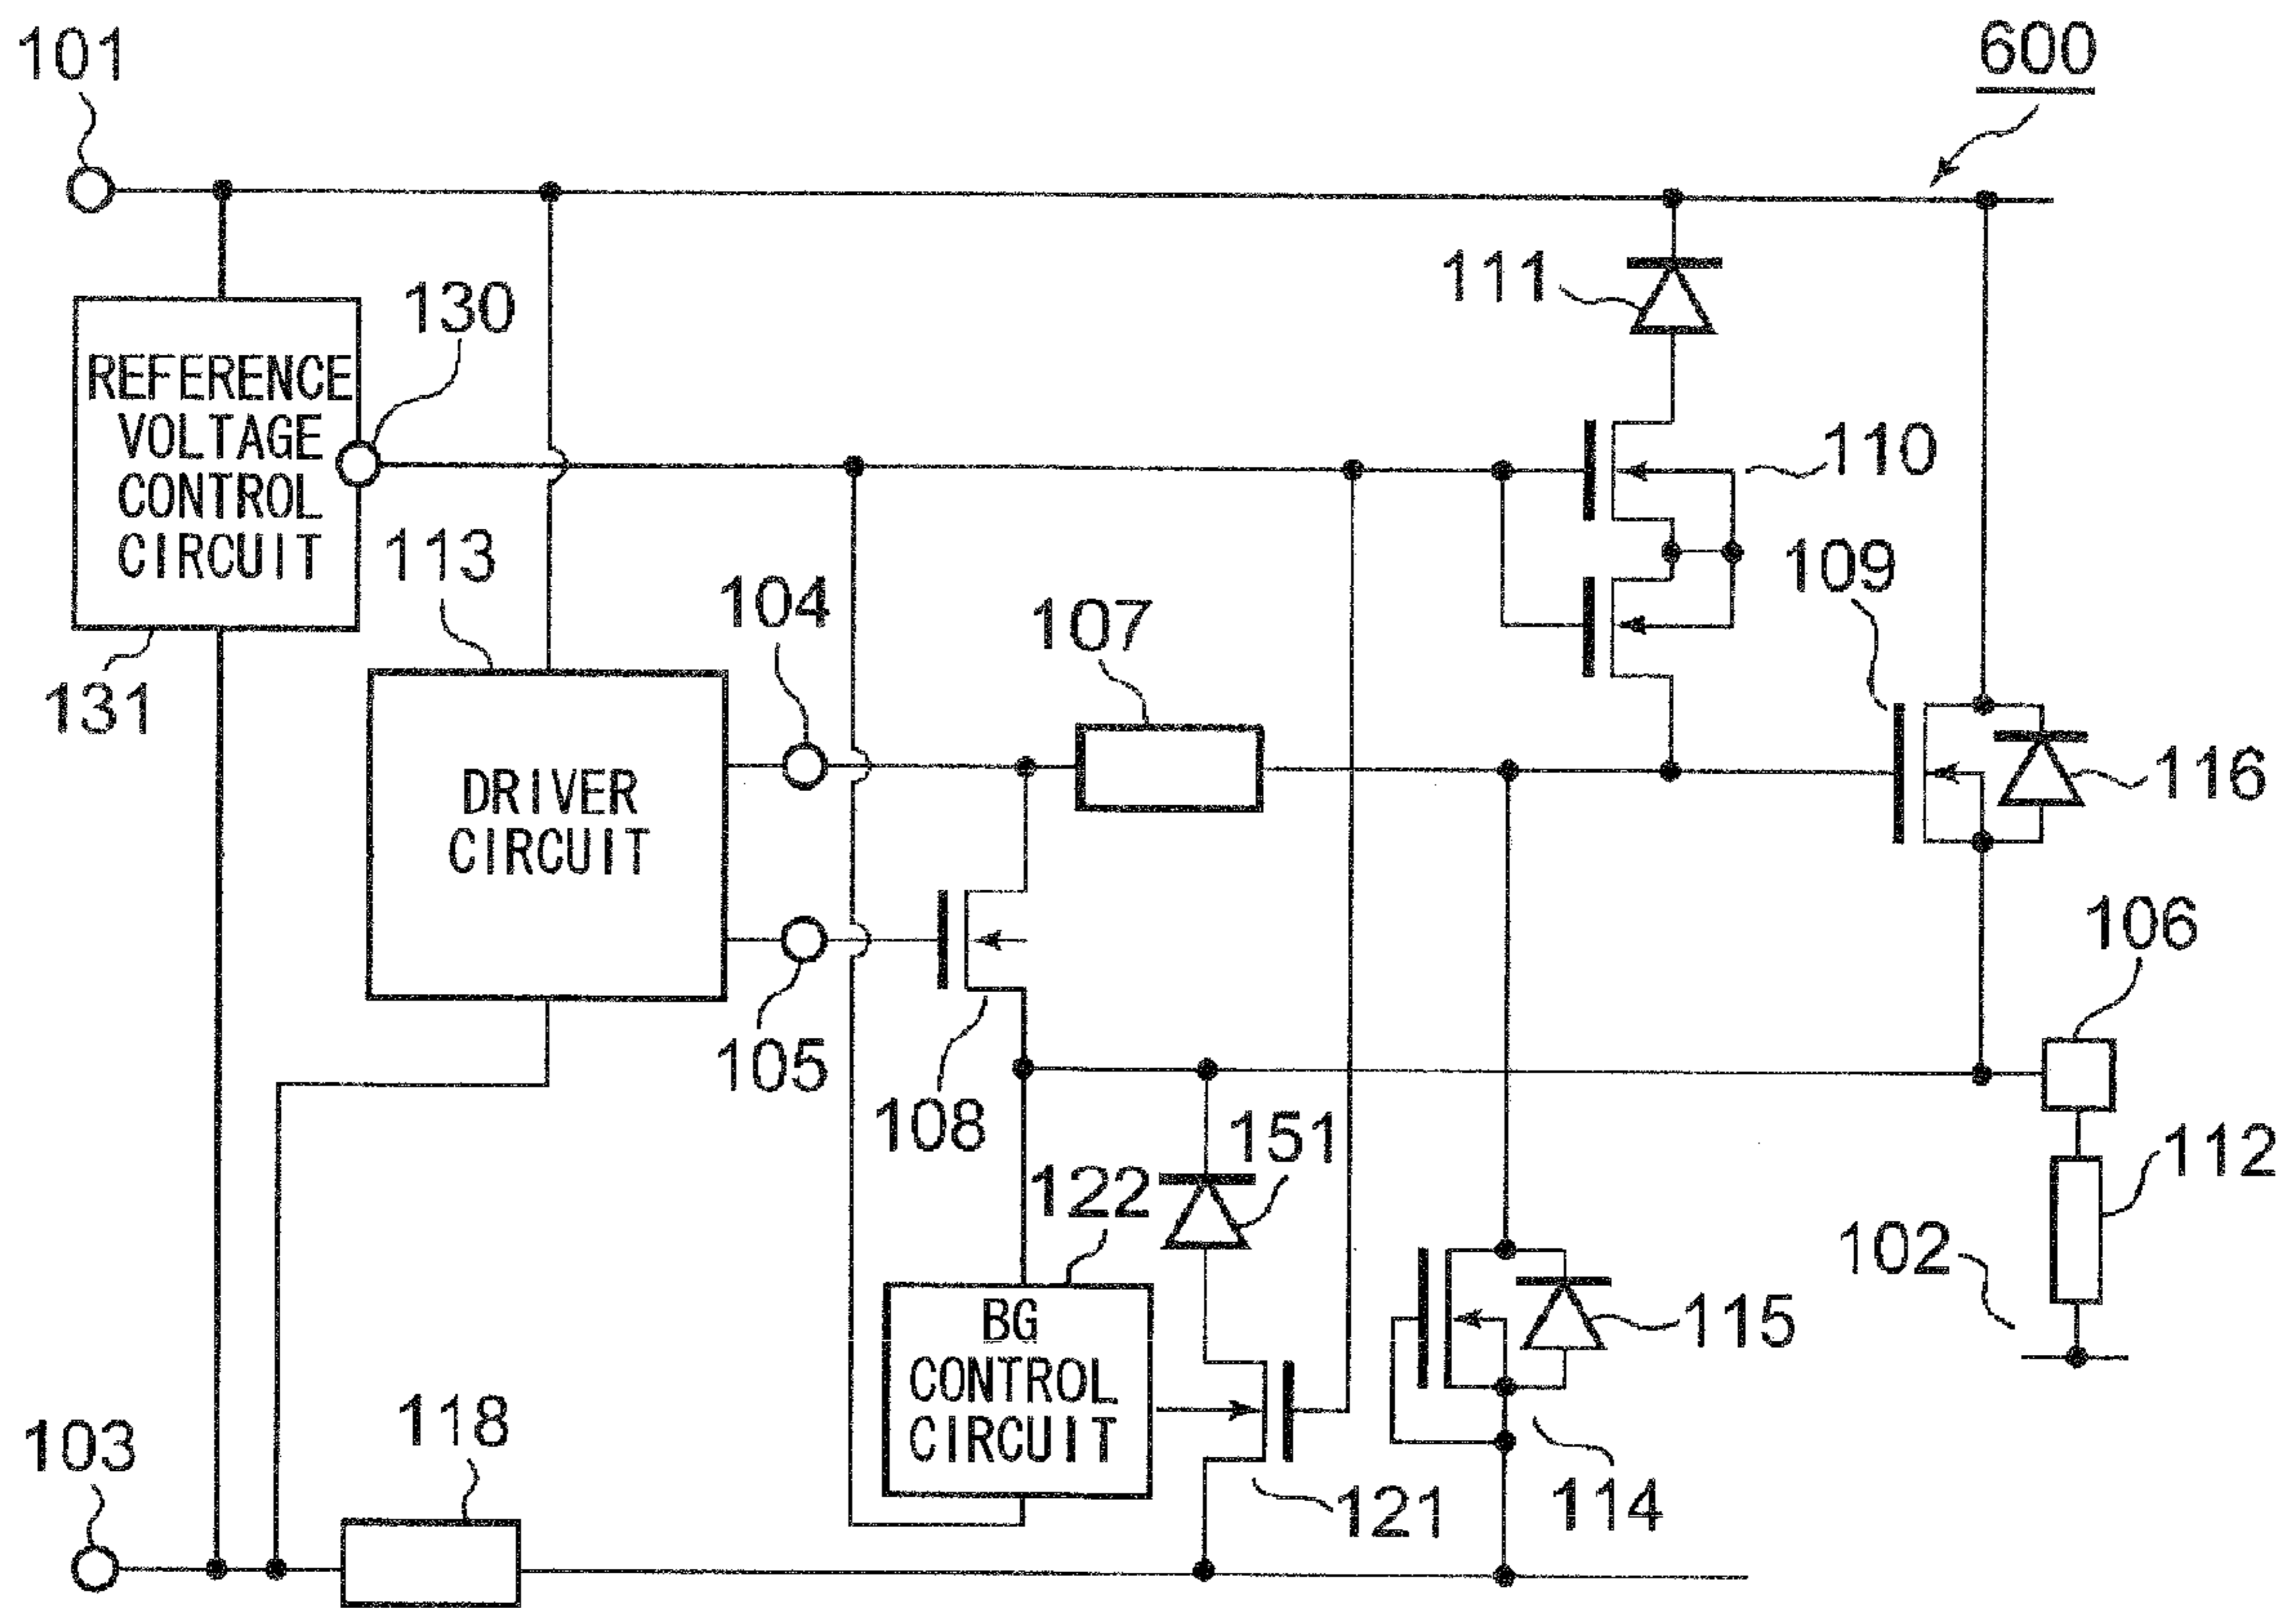 101
600
111
130
REFERENCE
VOLTAGE
CONTROL
CIRCUIT
110
113
109
104
107
131
116
DRIVER
CIRCUIT
106
105
108
151
112
122
102
BG
CONTROL
CIRCUIT
115
118
103
121
114